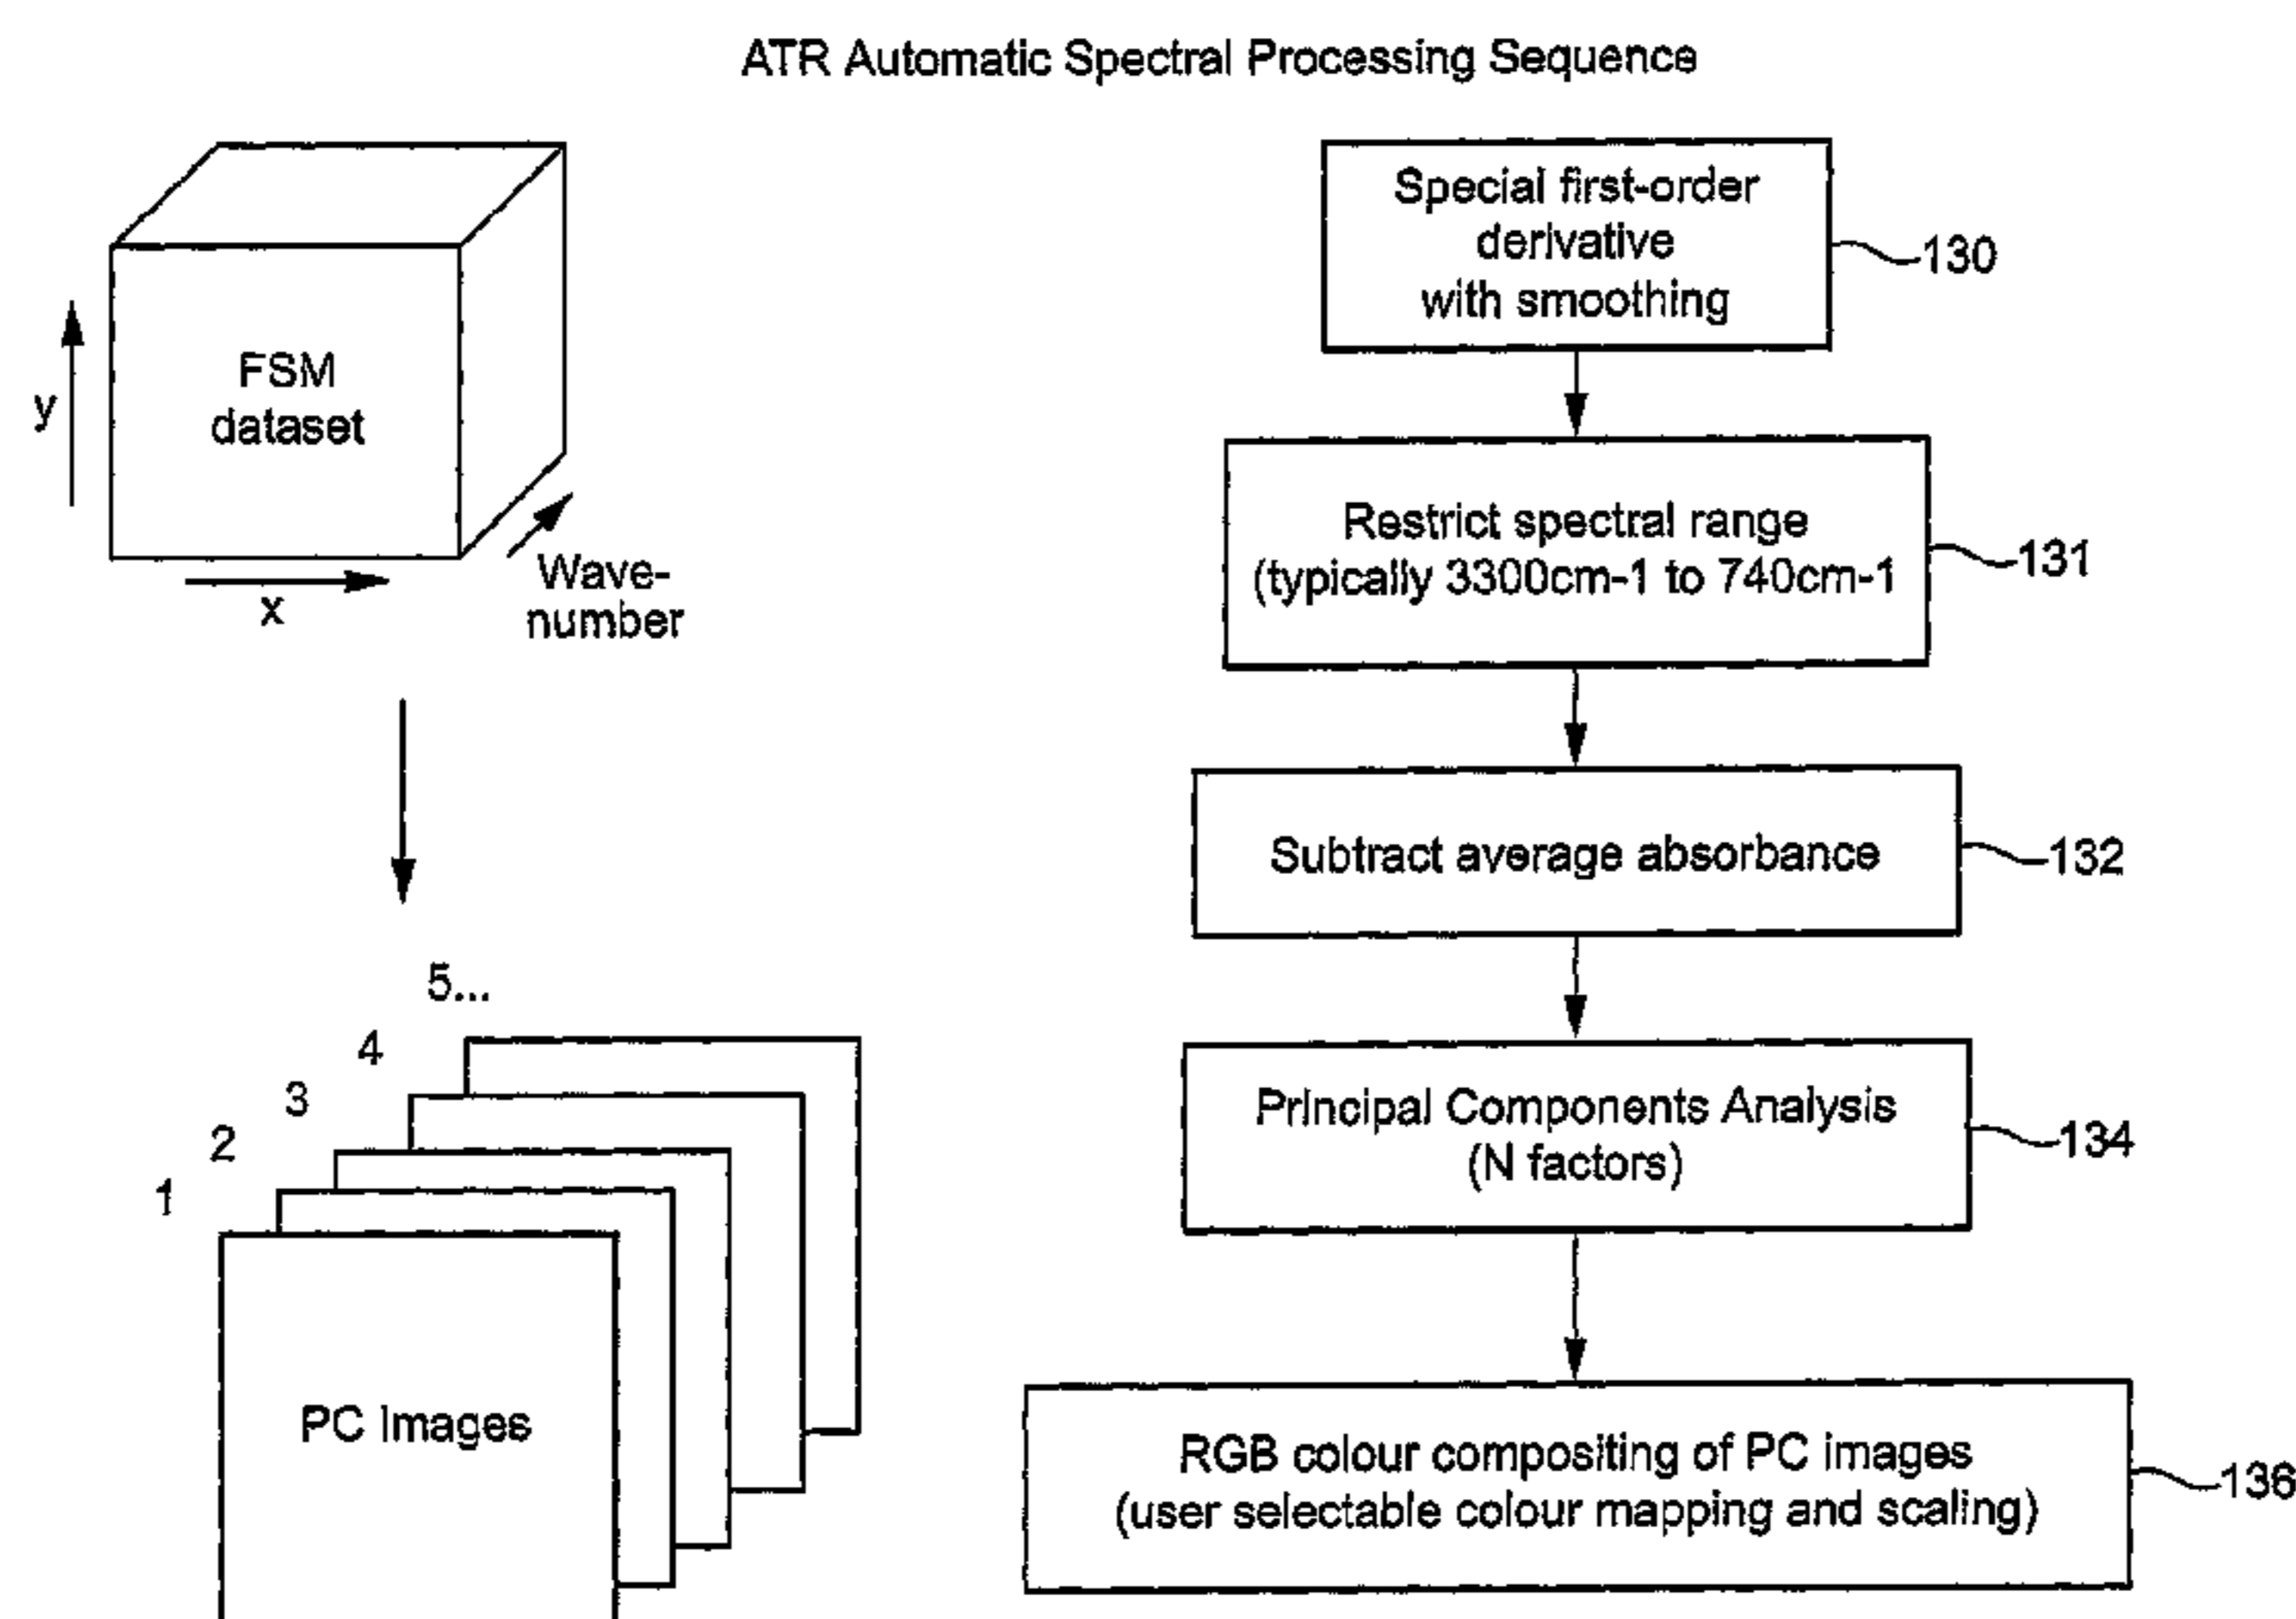 ATR Automatic Spectral Processing Sequence
FSM
dataset
y
x
Wave-
number
5...
4
3
2
1
PC Images
Special first-order
derivative
with smoothing
130
Restrict spectral range
(typically 3300cm-1 to 740cm-1
131
Subtract average absorbance
132
Principal Components Analysis
(N factors)
134
RGB colour compositing of PC images
(user selectable colour mapping and scaling)
136